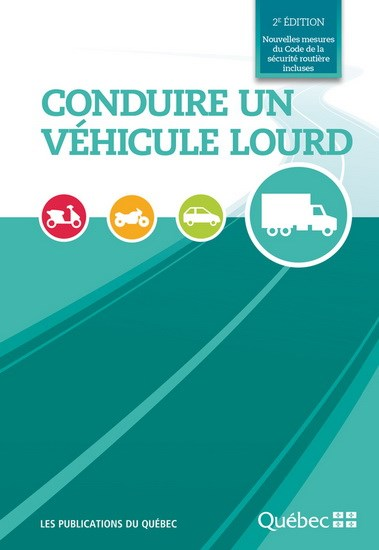 2E ÉDITION
Nouvelles mesures
du Code de la
sécurité routière
incluses
CONDUIRE UN
VÉHICULE LOURD
LES PUBLICATIONS DU QUÉBEC
Québec